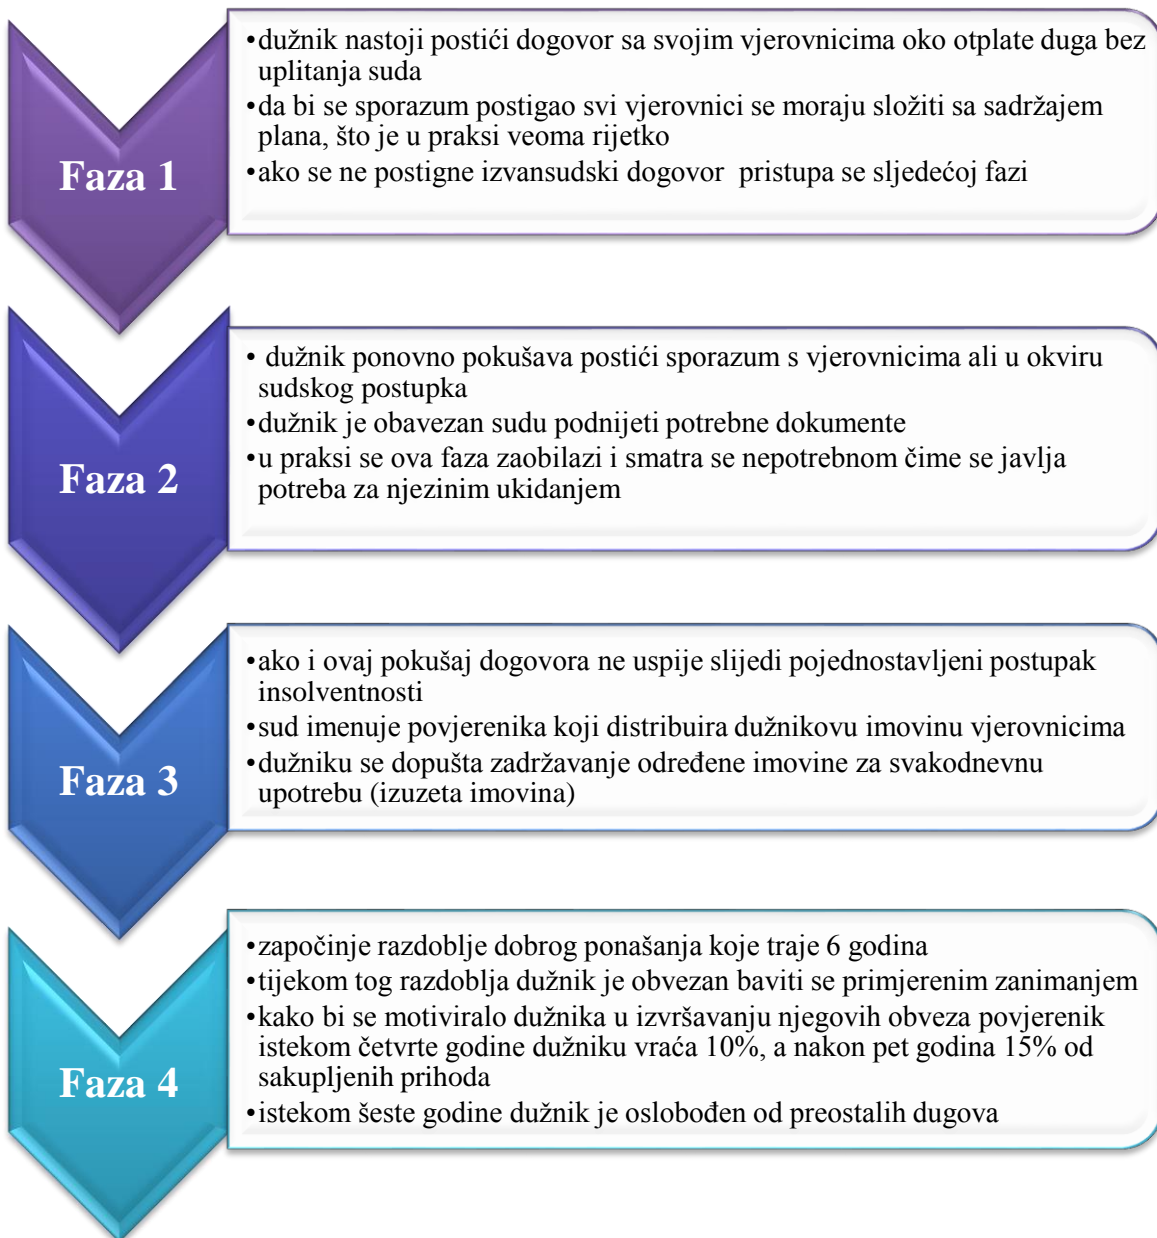 Faza 1
•dužnik nastoji postići dogovor sa svojim vjerovnicima oko otplate duga bez
uplitanja suda
•da bi se sporazum postigao svi vjerovnici se moraju složiti sa sadržajem
plana, što je u praksi veoma rijetko
•ako se ne postigne izvansudski dogovor  pristupa se sljedećoj fazi
Faza 2
• dužnik ponovno pokušava postići sporazum s vjerovnicima ali u okviru
sudskog postupka
•dužnik je obavezan sudu podnijeti potrebne dokumente
•u praksi se ova faza zaobilazi i smatra se nepotrebnom čime se javlja
potreba za njezinim ukidanjem
Faza 3
•ako i ovaj pokušaj dogovora ne uspije slijedi pojednostavljeni postupak
insolventnosti
•sud imenuje povjerenika koji distribuira dužnikovu imovinu vjerovnicima
•dužniku se dopušta zadržavanje određene imovine za svakodnevnu
upotrebu (izuzeta imovina)
Faza 4
•započinje razdoblje dobrog ponašanja koje traje 6 godina
•tijekom tog razdoblja dužnik je obvezan baviti se primjerenim zanimanjem
•kako bi se motiviralo dužnika u izvršavanju njegovih obveza povjerenik
istekom četvrte godine dužniku vraća 10%, a nakon pet godina 15% od
sakupljenih prihoda
•istekom šeste godine dužnik je oslobođen od preostalih dugova